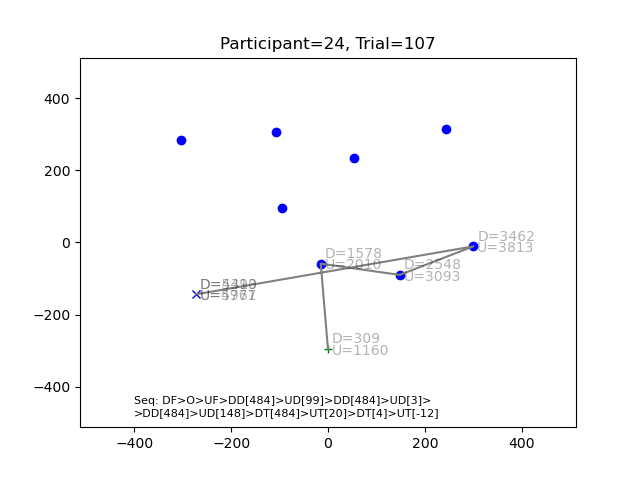 Participant=24, Trial=107
400
200
0
−200
−400
D=3462
U=3813
D=1578
U=2010
D=2548
U=3093
D=309
U=1160
Seq: DF>O>UF>DD[484]>UD[99]>DD[484]>UD[3]>
>DD[484]>UD[148]>DT[484]>UT[20]>DT[4]>UT[-12]
−400
−200
0
200
400